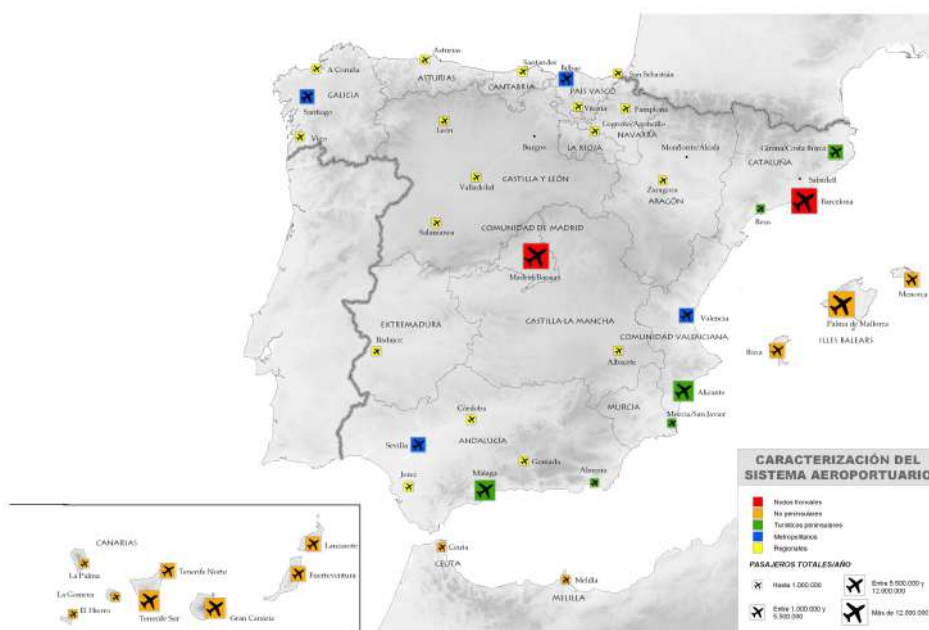 Asturias
A Coruña
ASTURIAS
Santander
CANTABRIA
Bilbao
San Sebastián
PAÍS VASCO
GALICIA
Santiago
Vitoria
Pamplona
León
Logroño/Agoncillo
NAVARRA
Vigo
Burgos
LA RIOJA
Monflorite/Alcalá
Girona/Costa Brava
CATALUÑA
Sabadell
Valladolid
CASTILLA Y LEÓN
Zaragoza
ARAGÓN
Barcelona
Reus
Salamanca
COMUNIDAD DE MADRID
Madrid/Barajas
Menorca
Palma de Mallorca
ILLES BALEARS
EXTREMADURA
CASTILLA-LA MANCHA
Valencia
COMUNIDAD VALENCIANA
Ibiza
Badajoz
Albacete
Alicante
MURCIA
Murcia/San Javier
Córdoba
Sevilla
ANDALUCÍA
Granada
Jerez
Málaga
Almería
Ceuta
CEUTA
Melilla
MELILLA
CANARIAS
Lanzarote
La Palma
Tenerife Norte
Fuerteventura
La Gomera
El Hierro
Tenerife Sur
Gran Canaria
CARACTERIZACIÓN DEL
SISTEMA AEROPORTUARIO
Nodos troncales
No peninsulares
Turísticos peninsulares
Metropolitanos
Regionales
PASAJEROS TOTALES/AÑO
Hasta 1.000.000
Entre 1.000.000 y
5.500.000
Entre 5.500.000 y
12.000.000
Más de 12.000.000